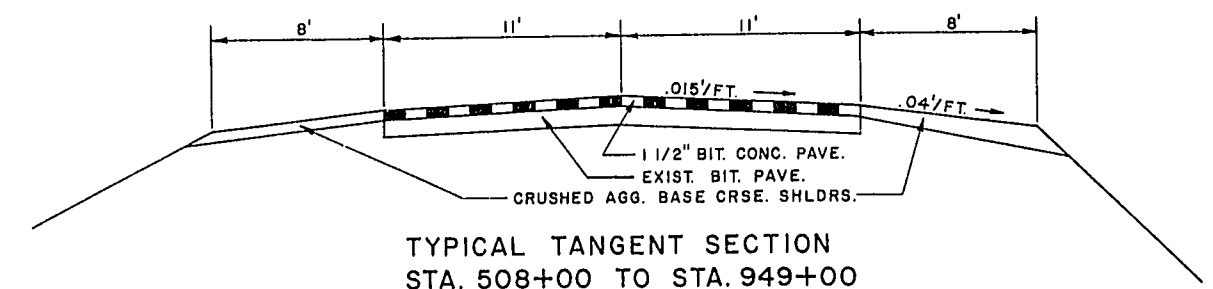 8' 11' 11' 8'
.015'/FT.
.04'/FT.
1 1/2" BIT. CONC. PAVE.
EXIST. BIT. PAVE.
CRUSHED AGG. BASE CRSE. SHLDRS.
TYPICAL TANGENT SECTION
STA. 508+00 TO STA. 949+00